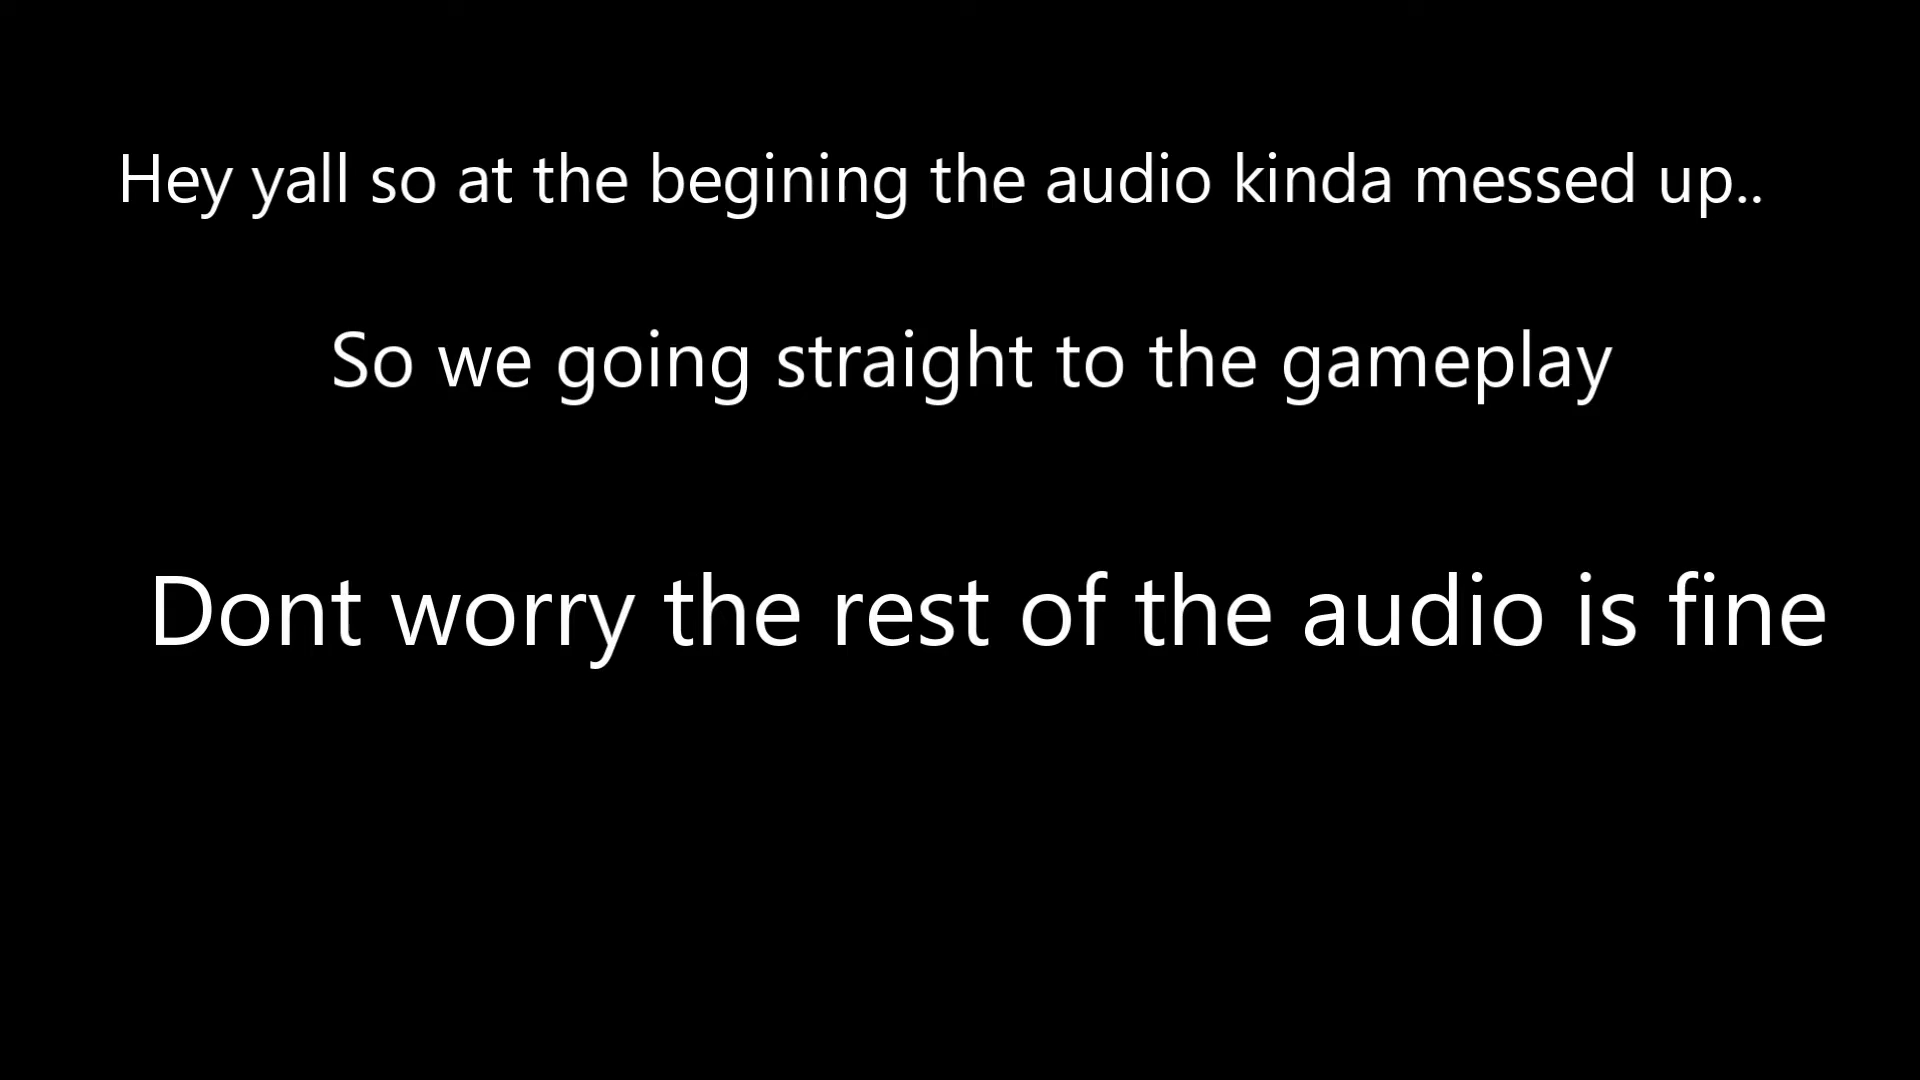 Hey yall so at the begining the audio kinda messed up..
So we going straight to the gameplay
Dont worry the rest of the audio is fine